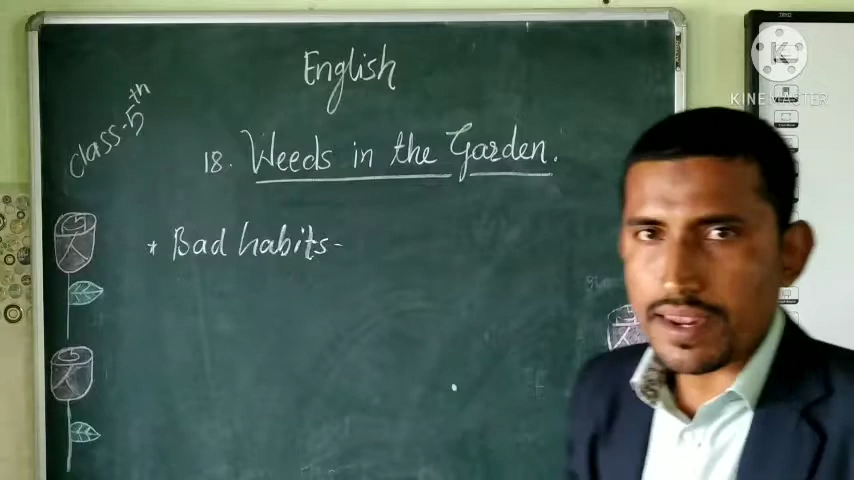 English
class-5th
18. Weeds in the Garden.
* Bad habits-
KINEMASTER